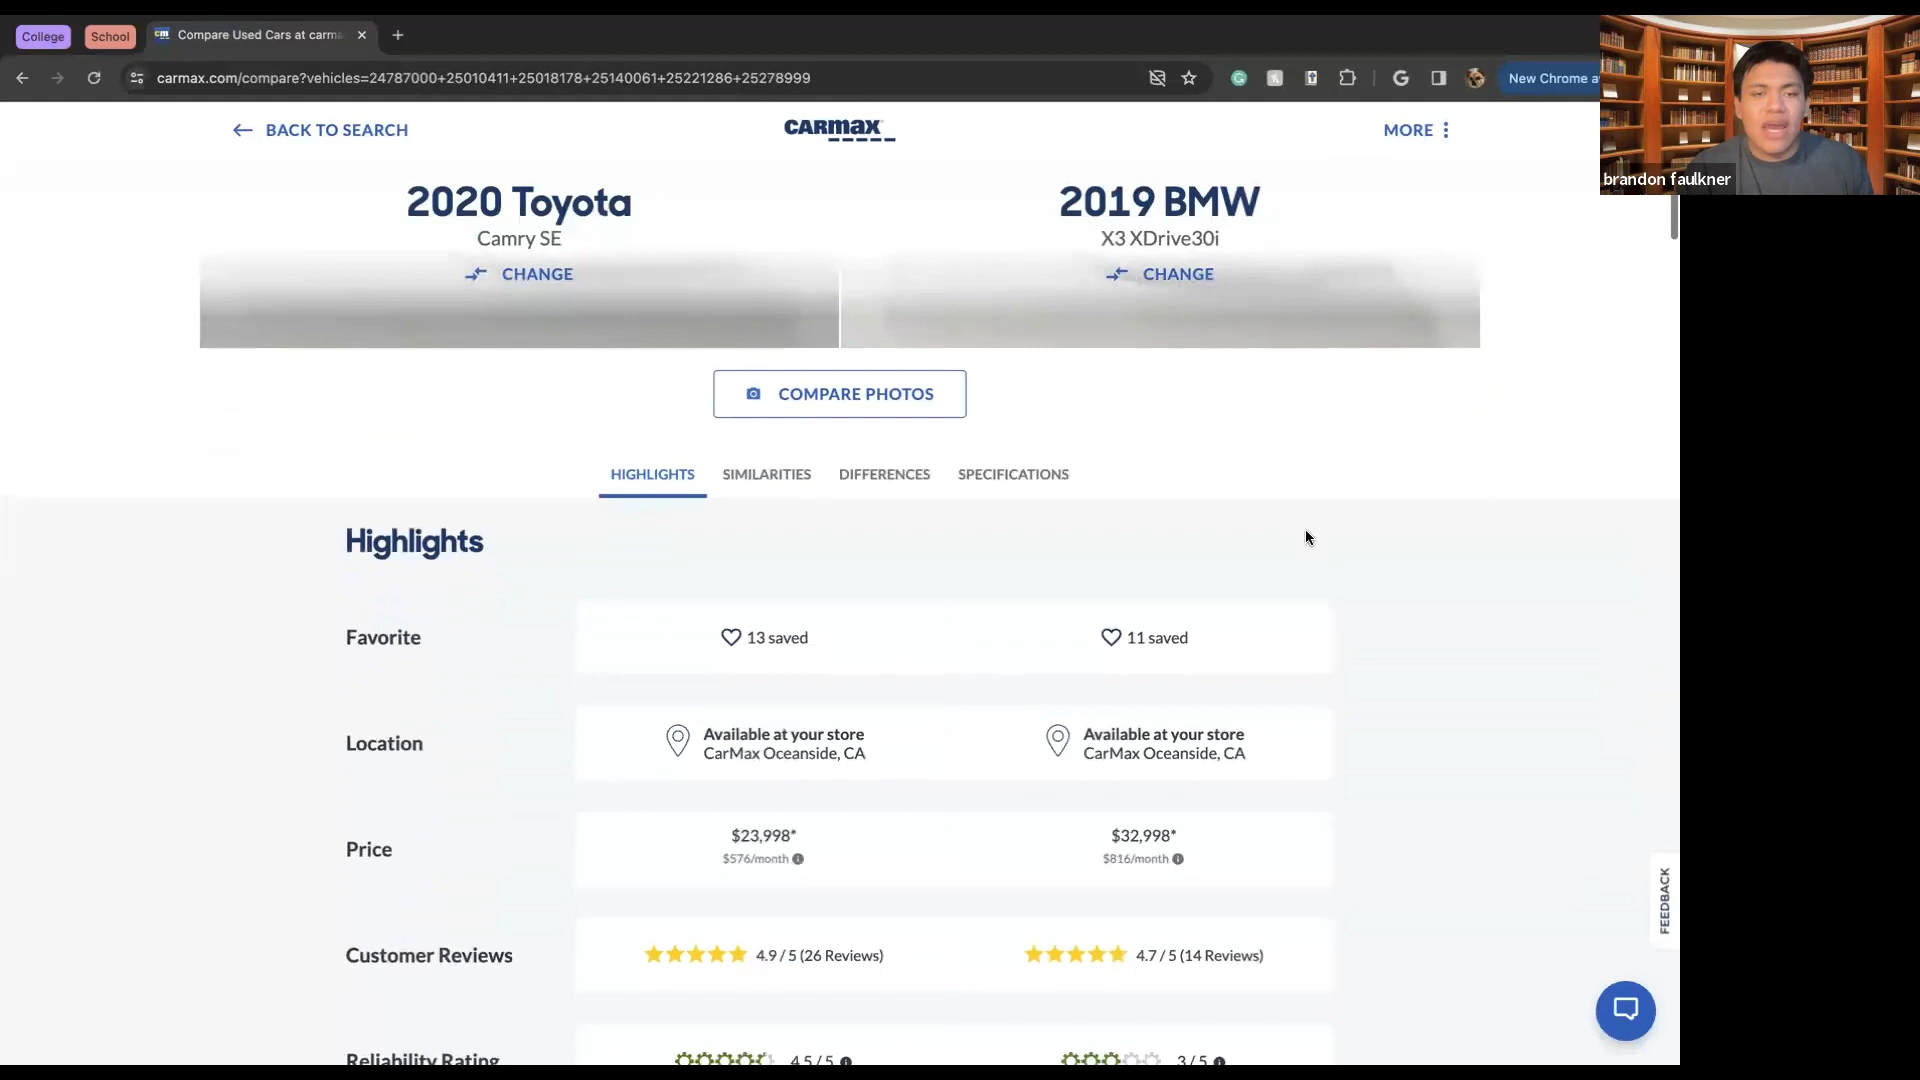 College
School
Compare Used Cars at carma
carmax.com/compare?vehicles=24787000+25010411+25018178+25140061+25221286+25278999
New Chrome av
brandon faulkner
BACK TO SEARCH
CARMAX
MORE
2020 Toyota
Camry SE
CHANGE
2019 BMW
X3 XDrive30i
CHANGE
COMPARE PHOTOS
HIGHLIGHTS
SIMILARITIES
DIFFERENCES
SPECIFICATIONS
Highlights
Favorite
13 saved
11 saved
Location
Available at your store
CarMax Oceanside, CA
Available at your store
CarMax Oceanside, CA
Price
$23,998*
$576/month
$32,998*
$816/month
Customer Reviews
4.9 / 5 (26 Reviews)
4.7 / 5 (14 Reviews)
Reliability Rating
4.5 / 5
3 / 5
FEEDBACK